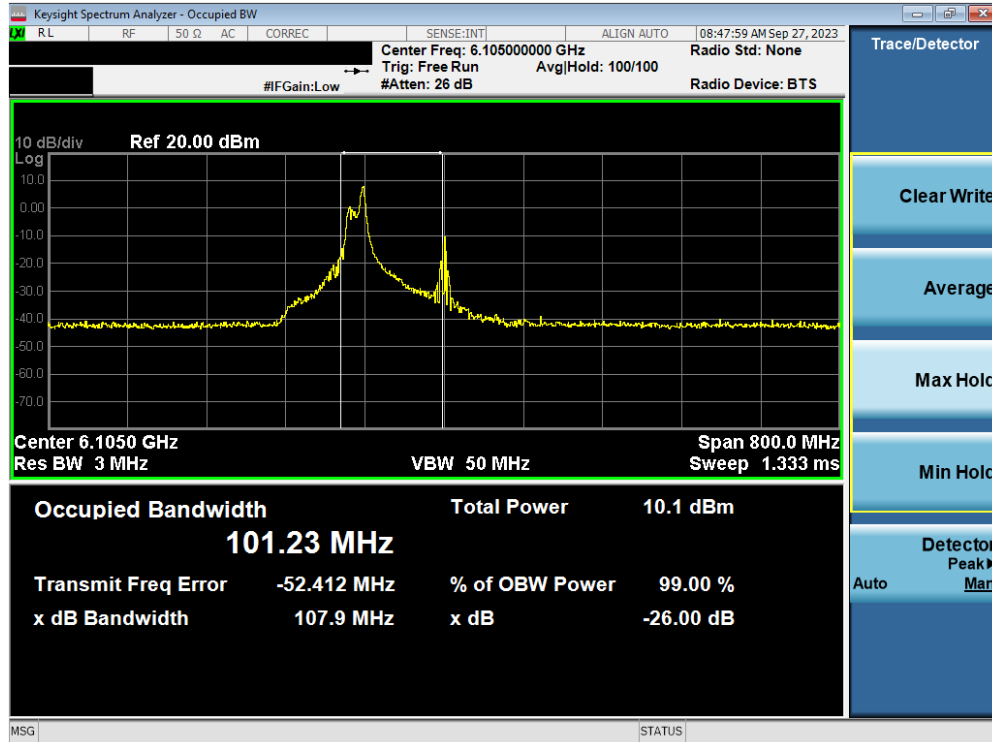 Keysight Spectrum Analyzer - Occupied BW
LXI RL RF 50 Ω AC CORREC SENSE:INT ALIGN AUTO 08:47:59 AM Sep 27, 2023
Center Freq: 6.105000000 GHz Radio Std: None
Trig: Free Run Avg|Hold: 100/100
#IFGain:Low #Atten: 26 dB Radio Device: BTS
Trace/Detector
10 dB/div Ref 20.00 dBm
Log
10.0
0.00
-10.0
-20.0
-30.0
-40.0
-50.0
-60.0
-70.0
Center 6.1050 GHz Span 800.0 MHz
Res BW 3 MHz VBW 50 MHz Sweep 1.333 ms
Occupied Bandwidth Total Power 10.1 dBm
101.23 MHz
Transmit Freq Error -52.412 MHz % of OBW Power 99.00 %
x dB Bandwidth 107.9 MHz x dB -26.00 dB
Clear Write
Average
Max Hold
Min Hold
Detector
Peak
Auto Man
MSG STATUS